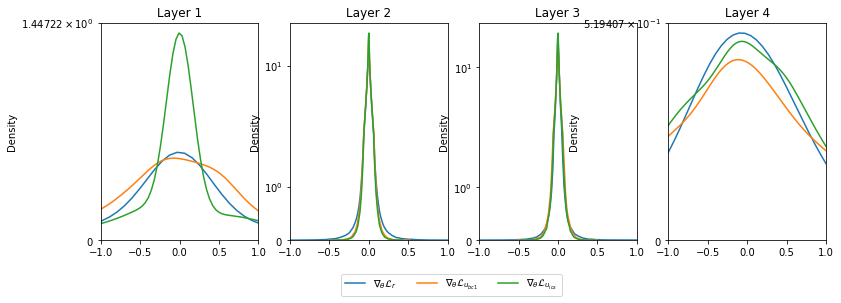 Layer 1
Layer 2
Layer 3
Layer 4
1.44722 × 10⁰
0
Density
−1.0 −0.5 0.0 0.5 1.0
10¹
10⁰
0
Density
−1.0 −0.5 0.0 0.5 1.0
10¹
10⁰
0
Density
−1.0 −0.5 0.0 0.5 1.0
5.19407 × 10⁻¹
0
Density
−1.0 −0.5 0.0 0.5 1.0
∇θℒr ∇θℒu_bc1 ∇θℒu_ics